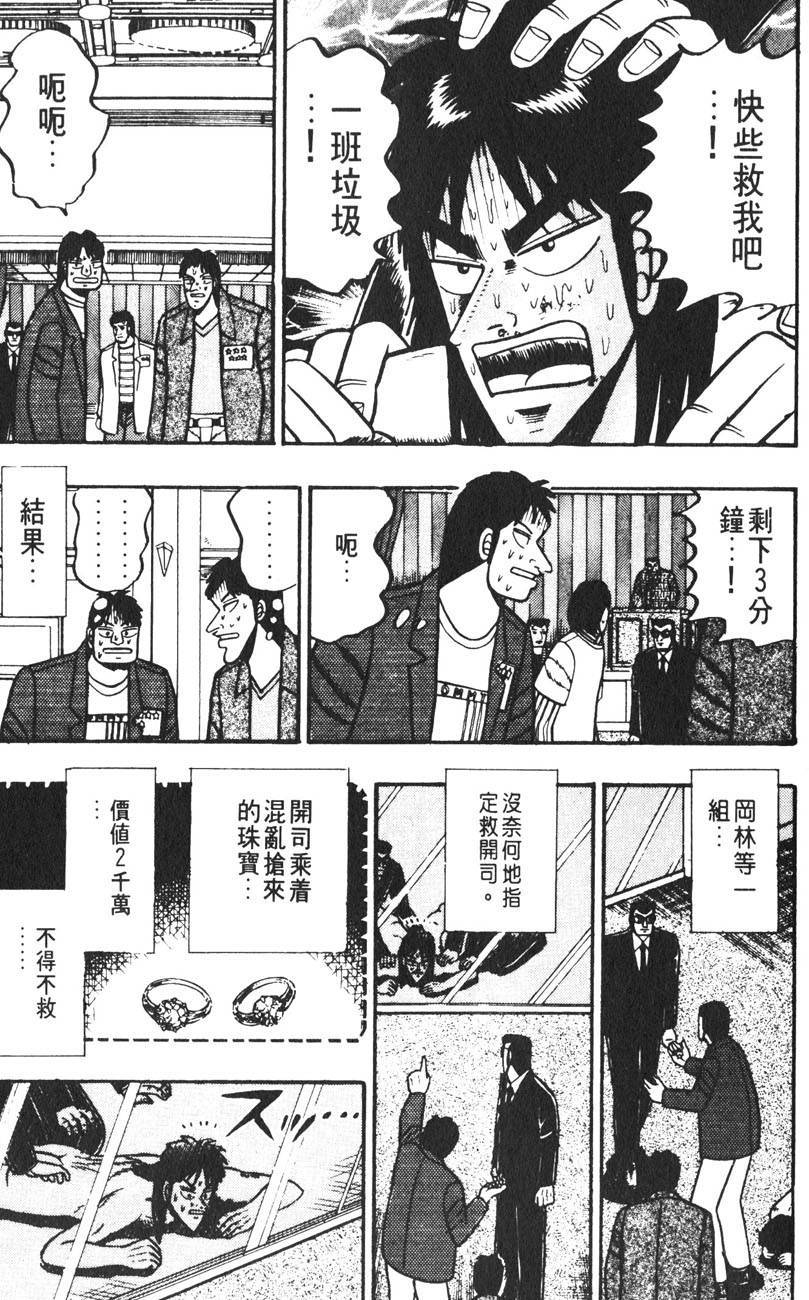 快些救我吧
…！
一班垃圾
…！
呃呃…
剩下3分
鐘…！
呃…
……
……
……
結果…
岡林等一
組…
沒奈何地指
定救開司。
開司乘着
混亂搶來
的珠寶…
價值2千萬
…
不得不救
……
ス…